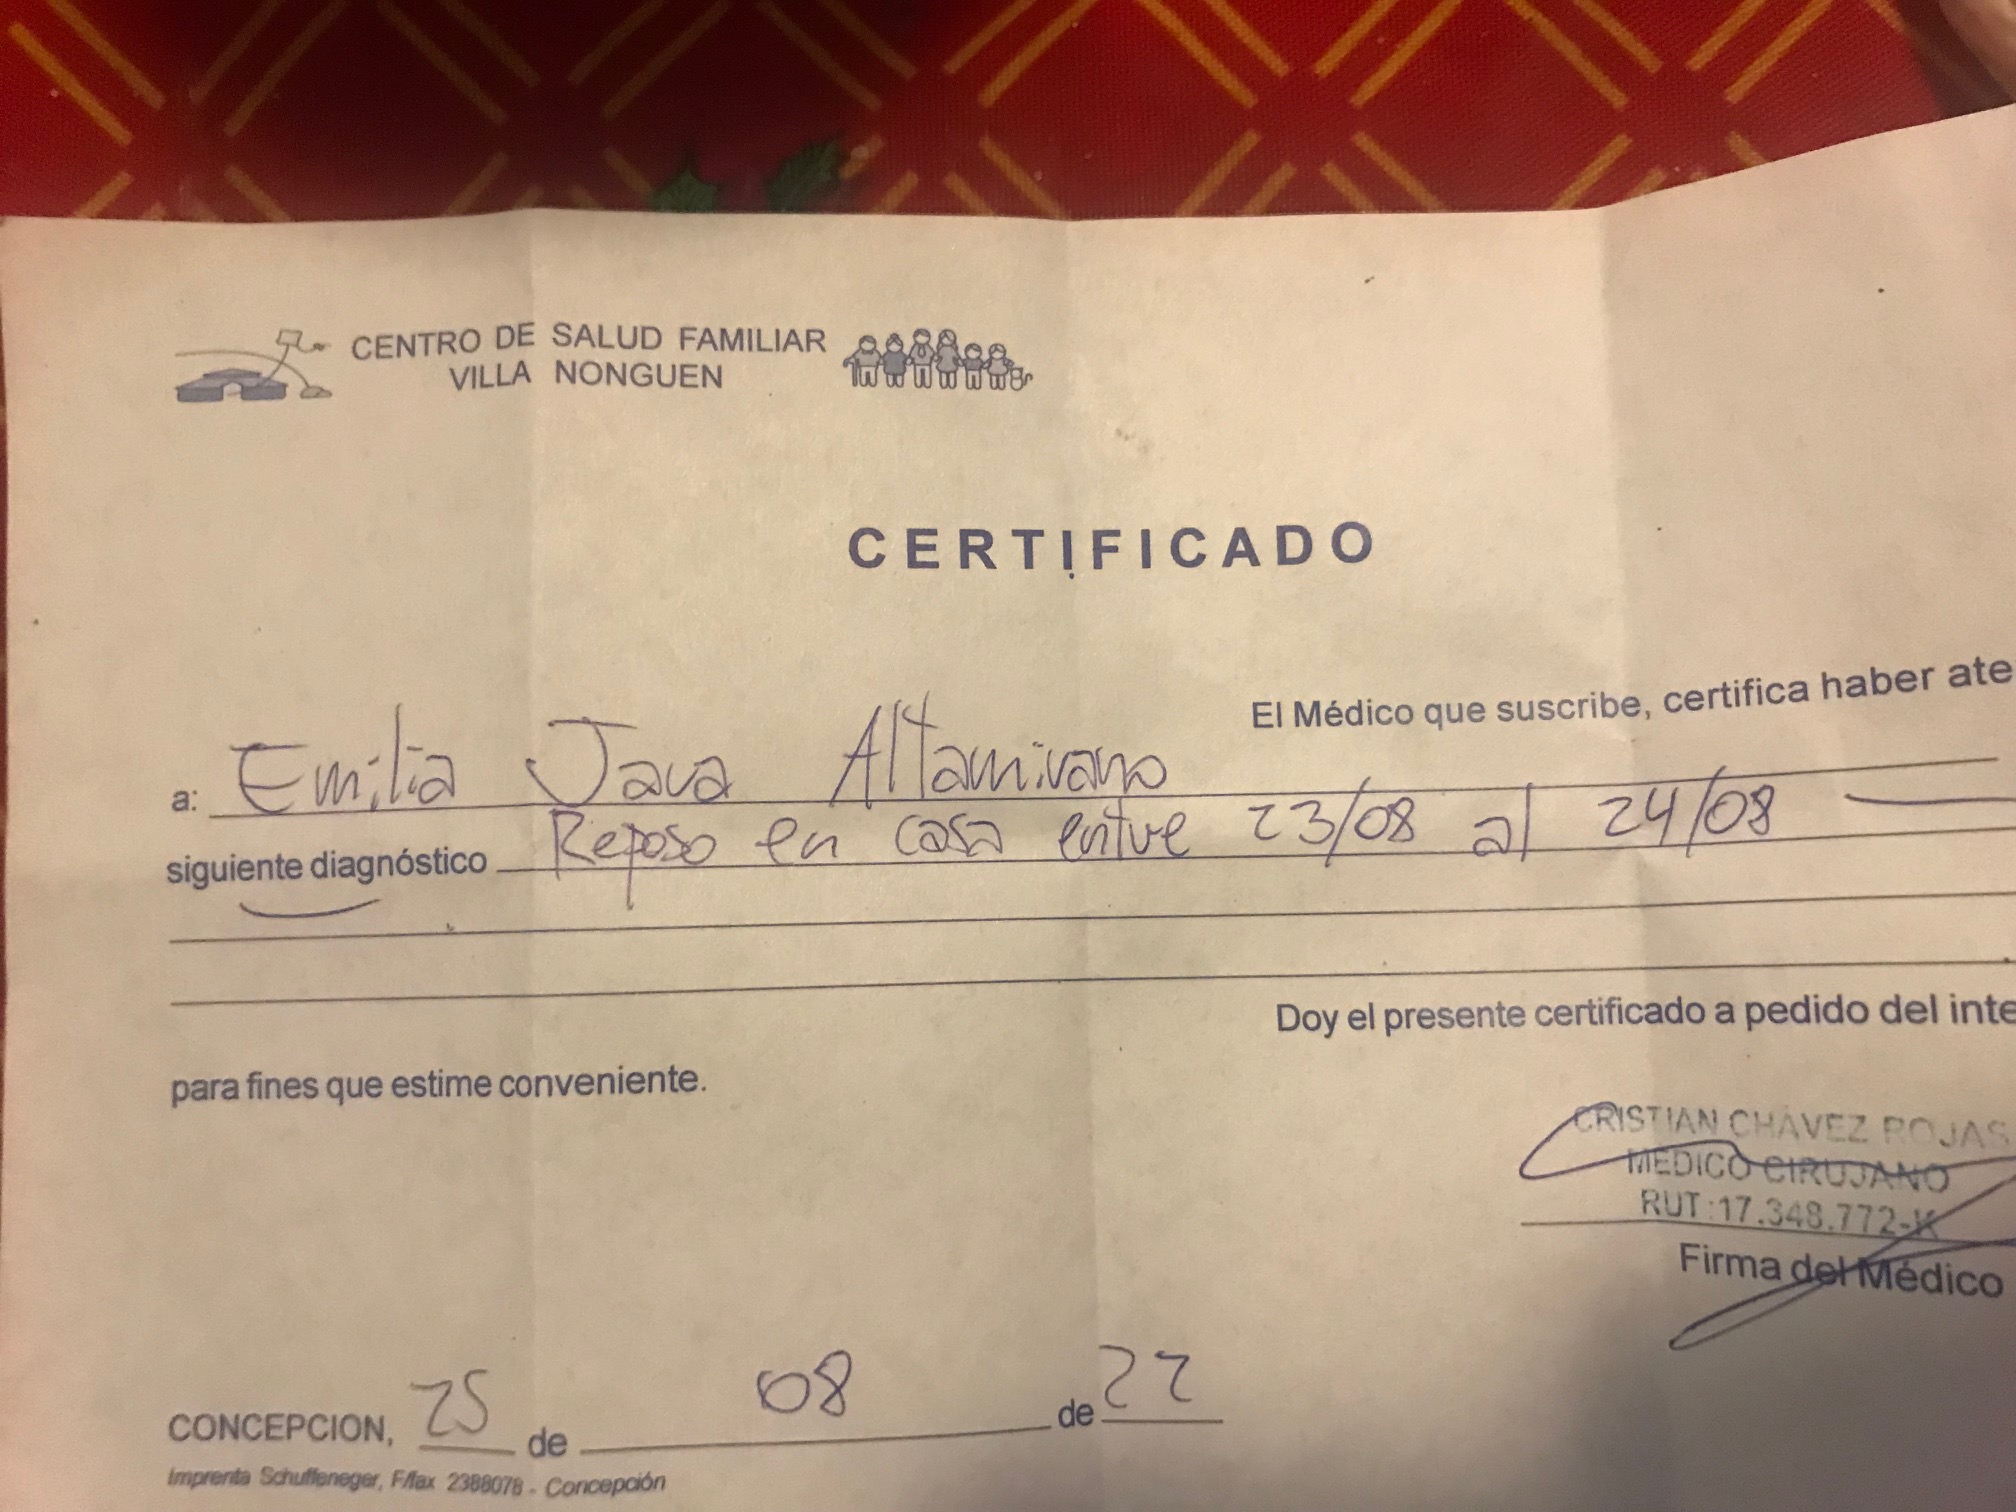 CENTRO DE SALUD FAMILIAR
VILLA NONGUEN
CERTIFICADO
El Médico que suscribe, certifica haber ate
a: Emilia Jara Altamirano
siguiente diagnóstico Reposo en casa entre 23/08 al 24/08
Doy el presente certificado a pedido del inte
para fines que estime conveniente.
CRISTIAN CHÁVEZ ROJAS
MEDICO CIRUJANO
RUT:17.348.772-K
Firma del Médico
CONCEPCION, 25 de 08 de 22
Imprenta Schuffeneger, F/fax 2388078 - Concepción